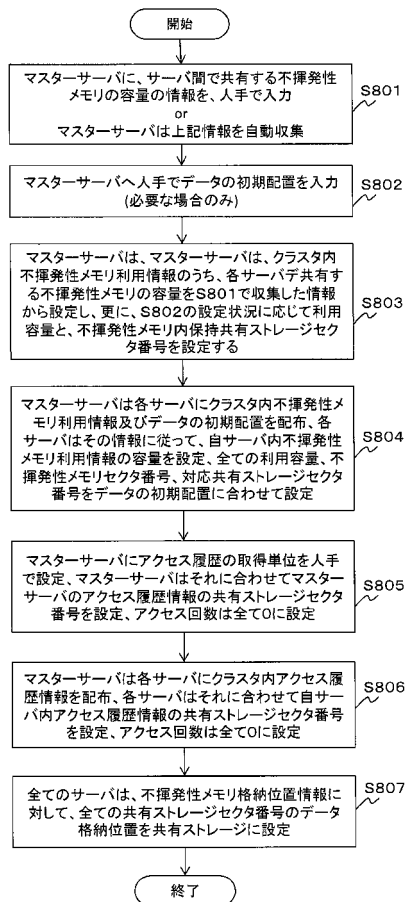 開始
マスターサーバに、サーバ間で共有する不揮発性
メモリの容量の情報を、人手で入力
or
マスターサーバは上記情報を自動収集
S801
マスターサーバへ人手でデータの初期配置を入力
(必要な場合のみ)
S802
マスターサーバは、マスターサーバは、クラスタ内
不揮発性メモリ利用情報のうち、各サーバデ共有す
る不揮発性メモリの容量をS801で収集した情報
から設定し、更に、S802の設定状況に応じて利用
容量と、不揮発性メモリ内保持共有ストレージセク
タ番号を設定する
S803
マスターサーバは各サーバにクラスタ内不揮発性メ
モリ利用情報及びデータの初期配置を配布、各
サーバはその情報に従って、自サーバ内不揮発性
メモリ利用情報の容量を設定、全ての利用容量、不
揮発性メモリセクタ番号、対応共有ストレージセクタ
番号をデータの初期配置に合わせて設定
S804
マスターサーバにアクセス履歴の取得単位を人手
で設定、マスターサーバはそれに合わせてマスター
サーバのアクセス履歴情報の共有ストレージセクタ
番号を設定、アクセス回数は全て0に設定
S805
マスターサーバは各サーバにクラスタ内アクセス履
歴情報を配布、各サーバはそれに合わせて自サー
バ内アクセス履歴情報の共有ストレージセクタ番号
を設定、アクセス回数は全て0に設定
S806
全てのサーバは、不揮発性メモリ格納位置情報に
対して、全ての共有ストレージセクタ番号のデータ
格納位置を共有ストレージに設定
S807
終了